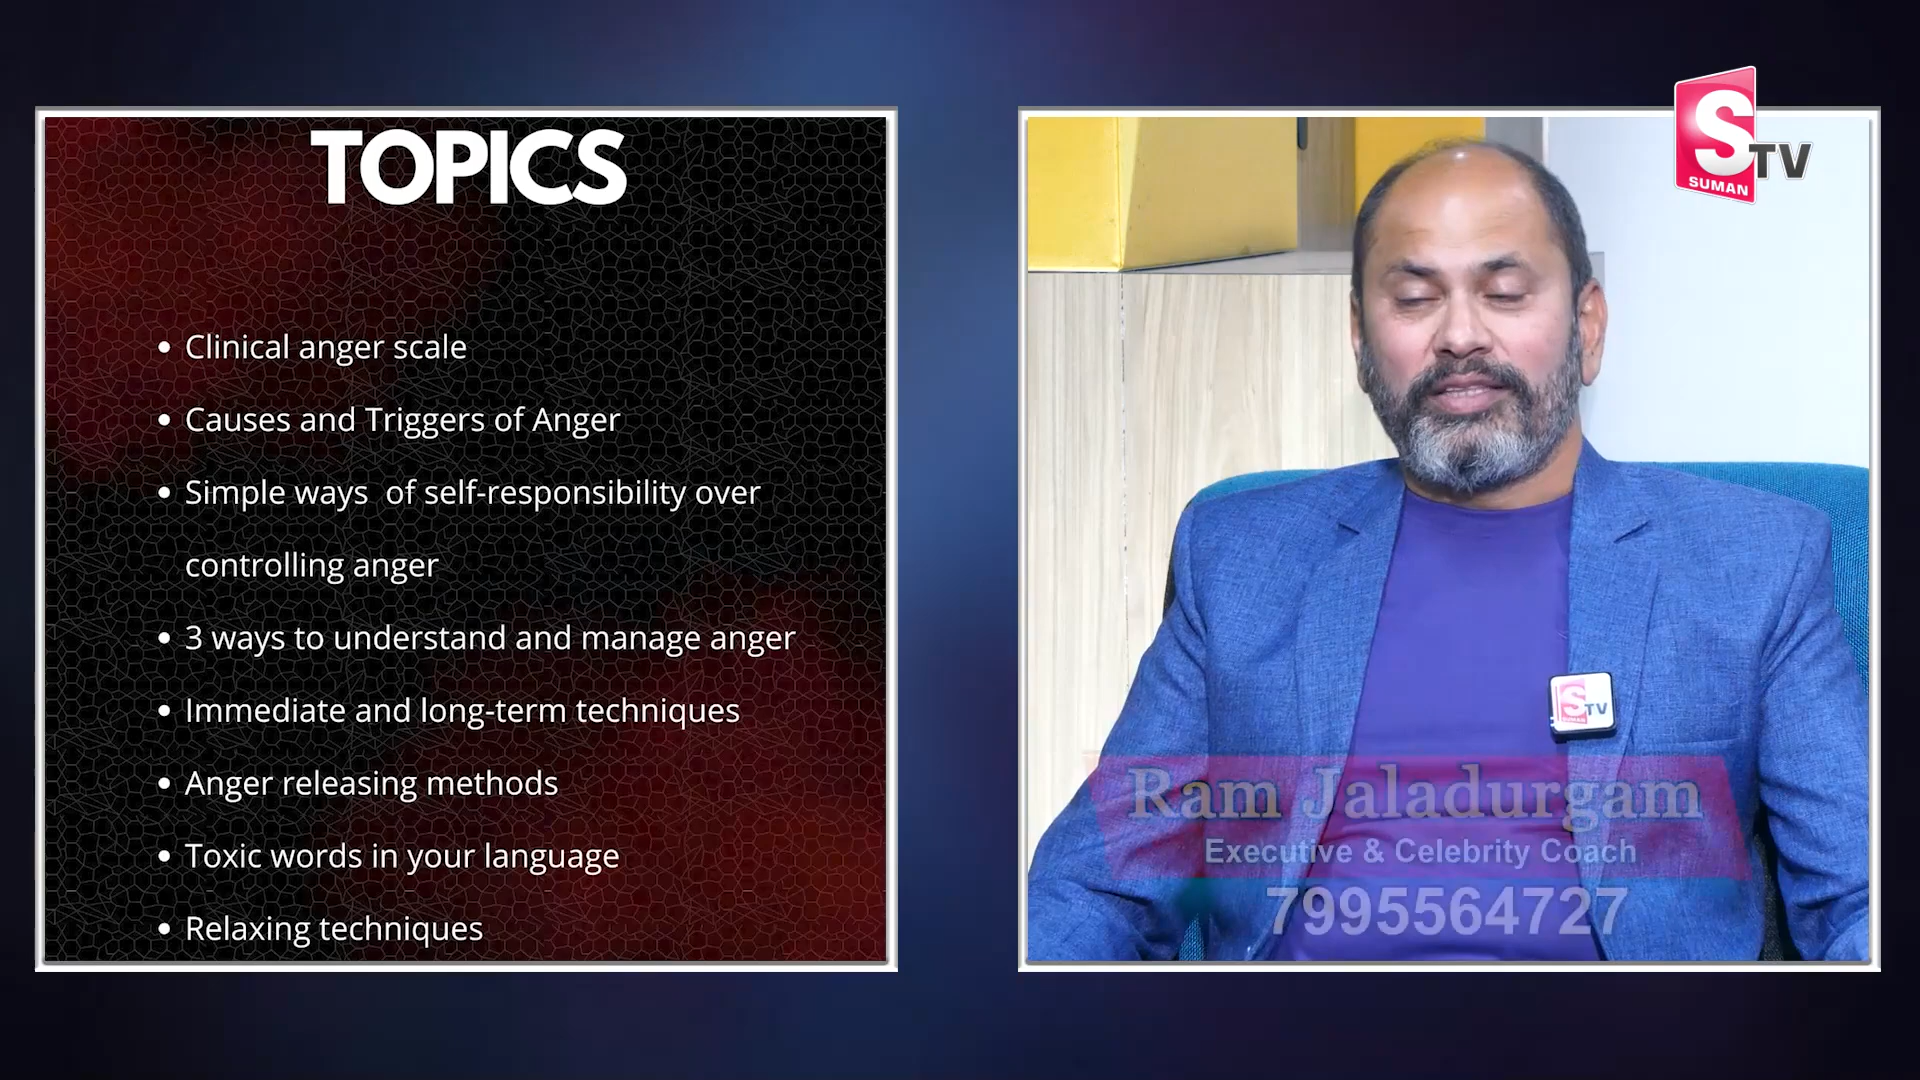 TOPICS
• Clinical anger scale
• Causes and Triggers of Anger
• Simple ways  of self-responsibility over
controlling anger
• 3 ways to understand and manage anger
• Immediate and long-term techniques
• Anger releasing methods
• Toxic words in your language
• Relaxing techniques
S
TV
SUMAN
S
TV
SUMAN
Ram Jaladurgam
Executive & Celebrity Coach
7995564727